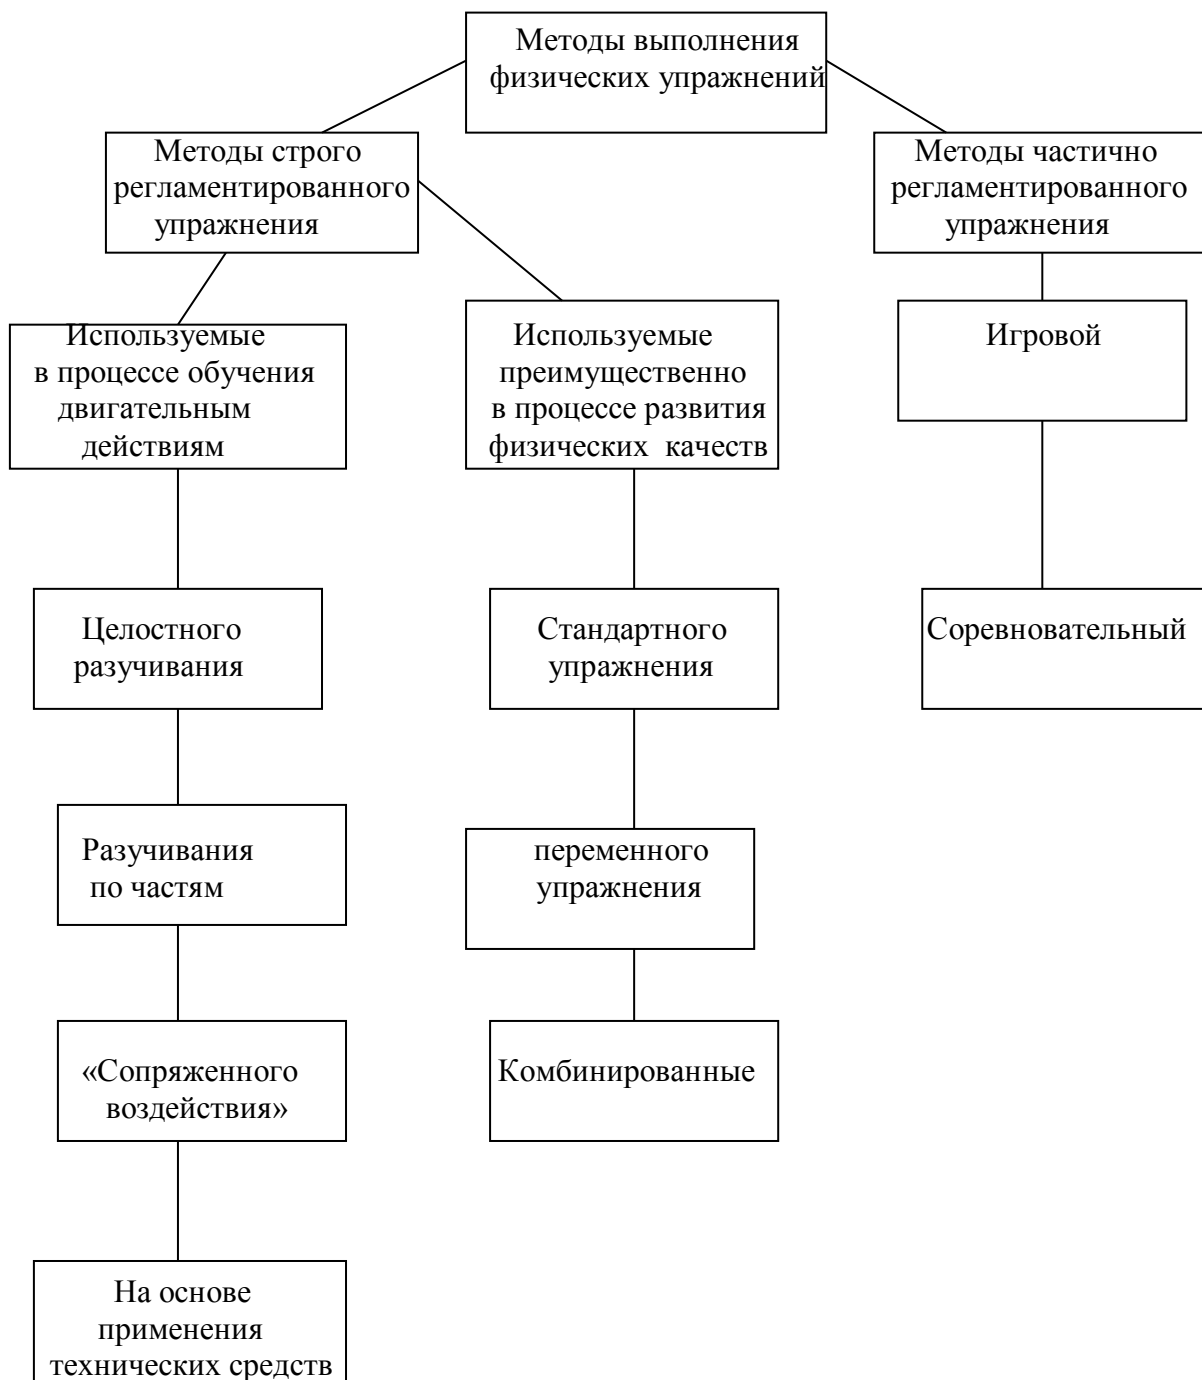 Методы выполнения
физических упражнений
Методы строго
регламентированного
упражнения
Методы частично
регламентированного
упражнения
Используемые
в процессе обучения
двигательным
действиям
Используемые
преимущественно
в процессе развития
физических качеств
Игровой
Целостного
разучивания
Стандартного
упражнения
Соревновательный
Разучивания
по частям
переменного
упражнения
«Сопряженного
воздействия»
Комбинированные
На основе
применения
технических средств